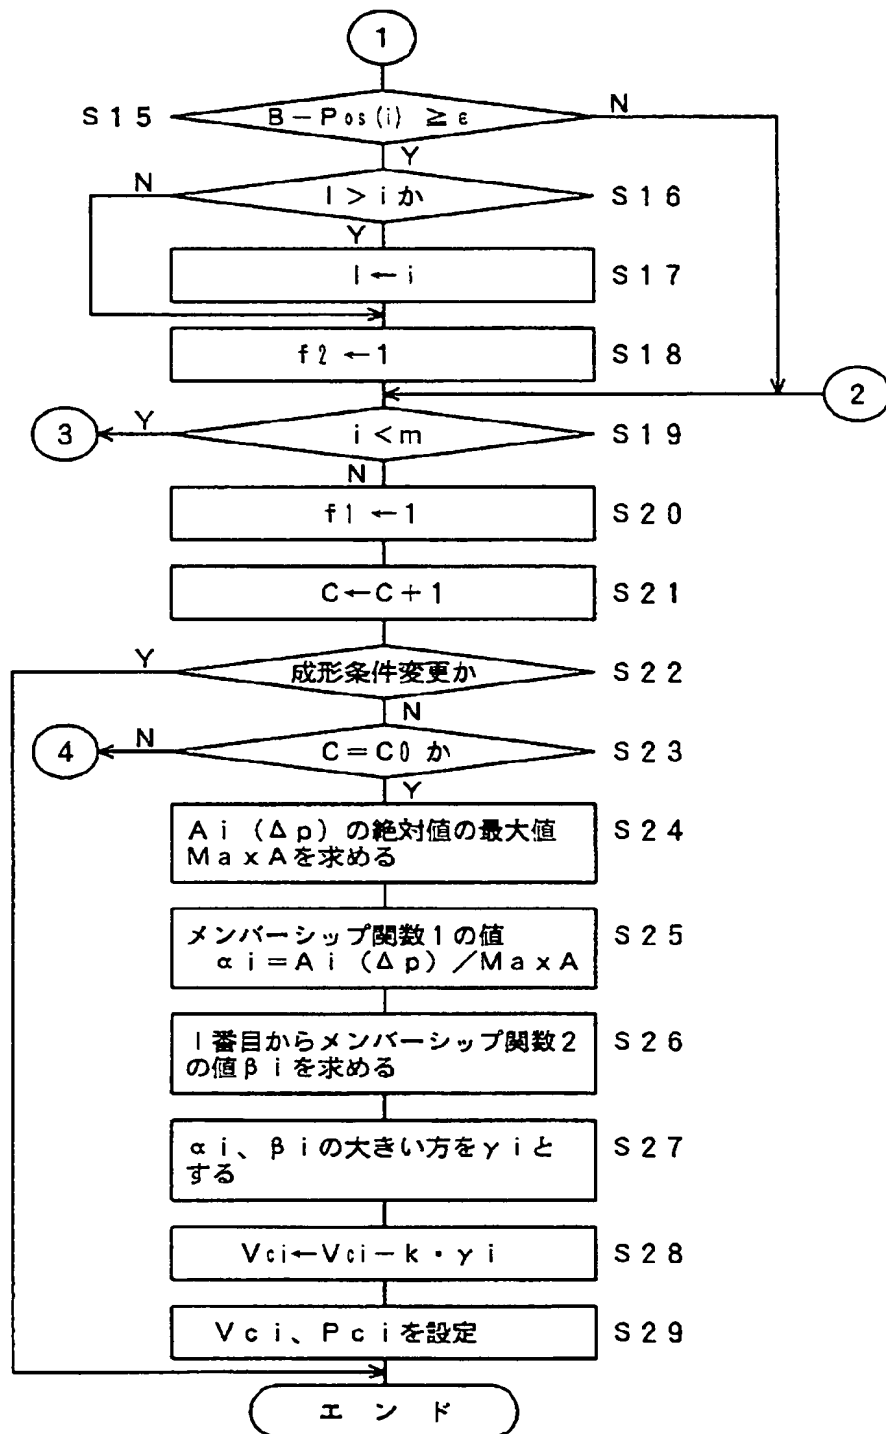 1
S15 B－Pos(i) ≧ε N
Y
N I＞iか S16
Y
I←i S17
f2←1 S18
2
3 Y i＜m S19
N
f1←1 S20
C←C＋1 S21
Y 成形条件変更か S22
N
4 N C＝C0か S23
Y
Ai（Δp）の絶対値の最大値 S24
MaxAを求める
メンバーシップ関数1の値 S25
αi＝Ai（Δp）／MaxA
I番目からメンバーシップ関数2 S26
の値βiを求める
αi、βiの大きい方をγiと S27
する
Vci←Vci－k・γi S28
Vci、Pciを設定 S29
エンド